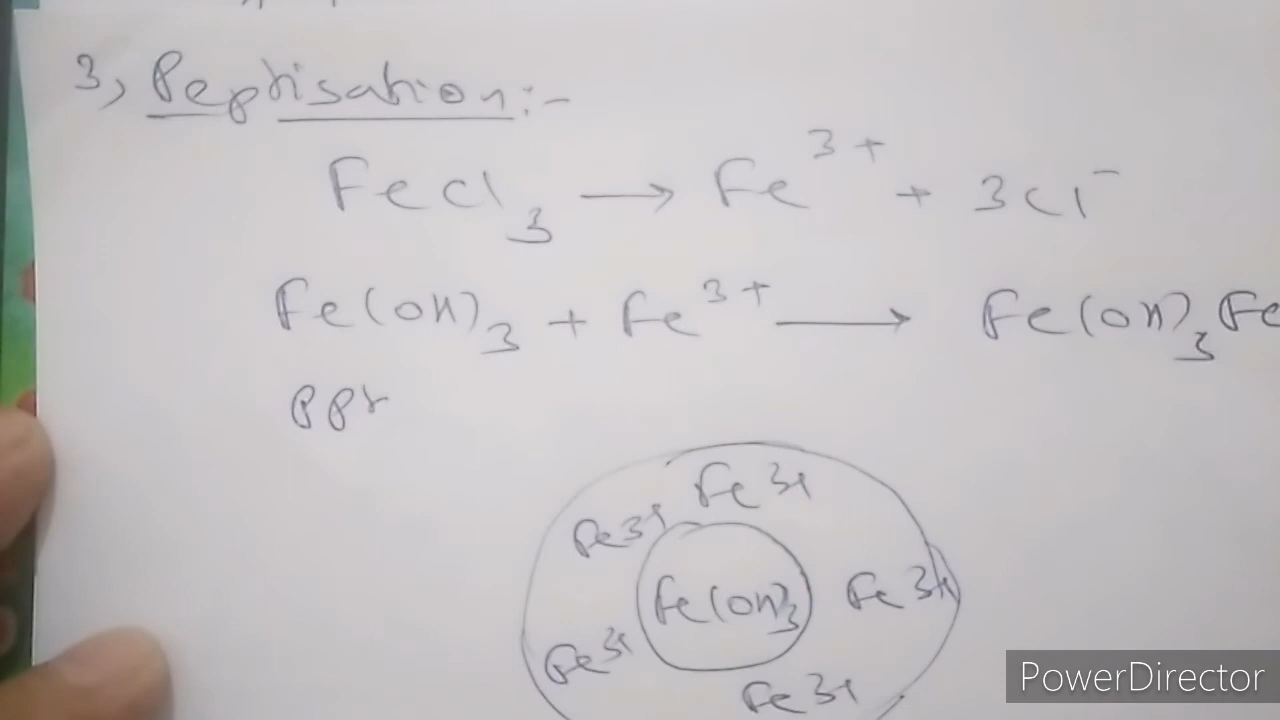 3, Peptisation:-
FeCl₃ → Fe³⁺ + 3Cl⁻
Fe(OH)₃ + Fe³⁺ → Fe(OH)₃Fe
ppt
Fe³⁺
Fe³⁺
Fe(OH)₃ Fe³⁺
Fe³⁺
Fe³⁺
PowerDirector